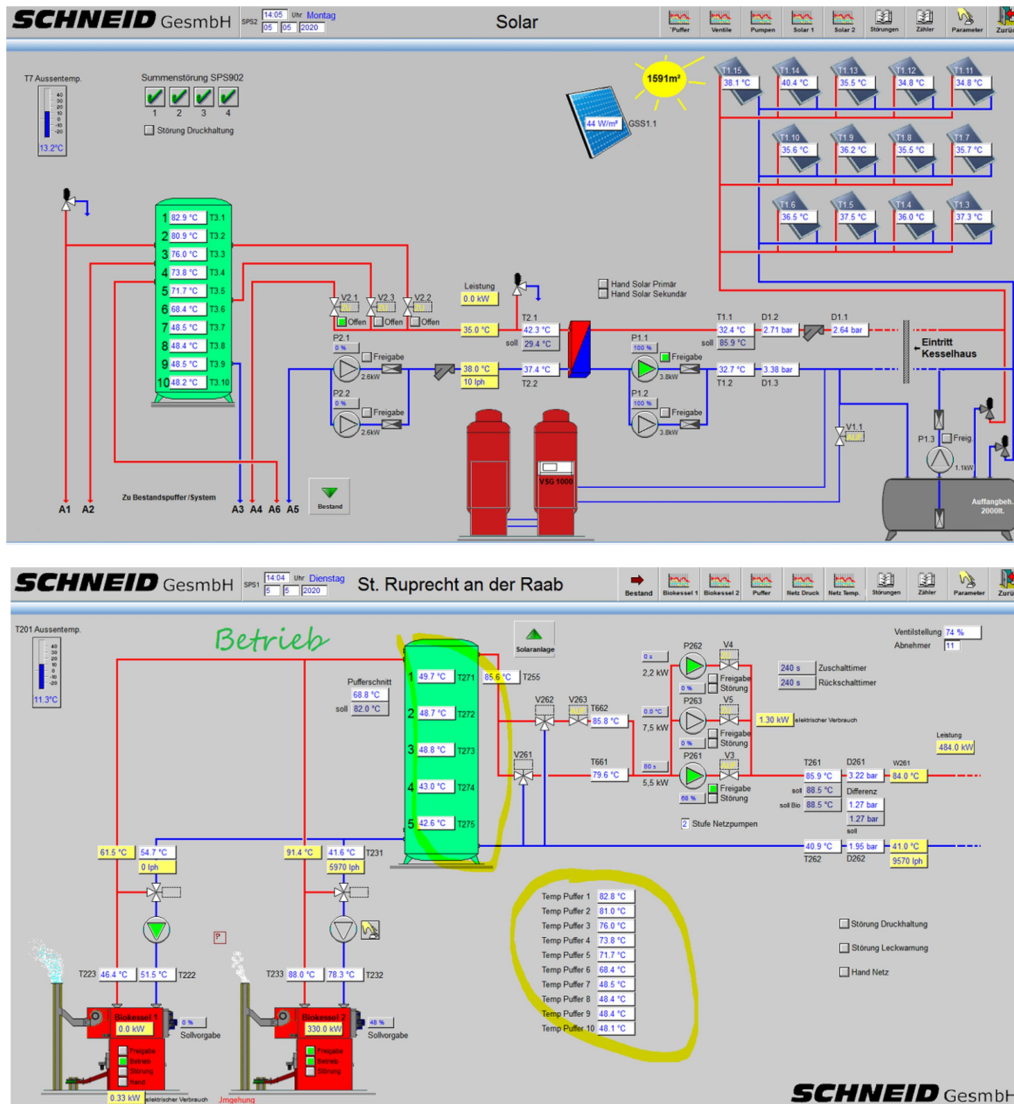 SCHNEID GesmbH SPS2 14:05 Uhr Montag
05 05 2020
Solar
Puffer Ventile Pumpen Solar 1 Solar 2 Störungen Zähler Parameter Zurü
T7 Aussentemp.
40
30
20
10
0
-10
-20
13.2°C
Summenstörung SPS902
1 2 3 4
Störung Druckhaltung
1591m²
44 W/m² GSS1.1
T1.15 T1.14 T1.13 T1.12 T1.11
38.1 °C 40.4 °C 35.5 °C 34.8 °C 34.8 °C
T1.10 T1.9 T1.8 T1.7
35.6 °C 36.2 °C 35.5 °C 35.7 °C
T1.6 T1.5 T1.4 T1.3
36.5 °C 37.5 °C 36.0 °C 37.3 °C
1 82.9 °C T3.1
2 80.9 °C T3.2
3 76.0 °C T3.3
4 73.8 °C T3.4
5 71.7 °C T3.5
6 68.4 °C T3.6
7 48.5 °C T3.7
8 48.4 °C T3.8
9 48.5 °C T3.9
10 48.2 °C T3.10
V2.1 V2.3 V2.2
Offen Offen Offen
Leistung
0.0 kW
35.0 °C
T2.1
42.3 °C
soll 29.4 °C
Hand Solar Primär
Hand Solar Sekundär
T1.1 D1.2 D1.1
32.4 °C 2.71 bar 2.64 bar
soll 85.9 °C
Eintritt
Kesselhaus
P2.1
0 %
Freigabe
2.6kW
38.0 °C 37.4 °C
10 lph T2.2
P1.1
100 %
Freigabe
3.8kW
32.7 °C 3.38 bar
T1.2 D1.3
P2.2
0 %
Freigabe
2.6kW
P1.2
100 %
Freigabe
3.8kW
V1.1
P1.3 Freig.
1.1kW
VSG 1000
Auffangbeh.
2000lt.
Zu Bestandspuffer /System
A1 A2 A3 A4 A6 A5
Bestand
SCHNEID GesmbH SPS1 14:04 Uhr Dienstag
5 5 2020
St. Ruprecht an der Raab
Bestand Biokessel 1 Biokessel 2 Puffer Netz Druck Netz Temp. Störungen Zähler Parameter Zurü
T201 Aussentemp.
40
30
20
10
0
-10
-20
11.3°C
Betrieb
Solaranlage
Ventilstellung 74 %
Abnehmer 11
Pufferschnitt
68.8 °C
soll 82.0 °C
1 49.7 °C T271
2 48.7 °C T272
3 48.8 °C T273
4 43.0 °C T274
5 42.6 °C T275
85.6 °C T255
V262 V263 T662
85.8 °C
V261 T661
79.6 °C
0 s P262 V4
2,2 kW
Freigabe
0 % Störung
0.0 °C P263 V5
7,5 kW
Freigabe
0 % Störung
80 s P261 V3
5,5 kW
Freigabe
68 % Störung
2 Stufe Netzpumpen
240 s Zuschalttimer
240 s Rückschalttimer
1.30 kW elektrischer Verbrauch
Leistung
484.0 kW
T261 D261 W261
85.9 °C 3.22 bar 84.0 °C
soll 88.5 °C Differenz
soll Bio 88.5 °C 1.27 bar
1.27 bar
soll
40.9 °C 1.95 bar 41.0 °C
T262 D262 9570 lph
61.5 °C 54.7 °C
0 lph
91.4 °C 41.6 °C T231
5970 lph
?
T223 46.4 °C 51.5 °C T222
T233 88.0 °C 78.3 °C T232
Biokessel 1
0.0 kW
0 %
Sollvorgabe
Freigabe
Betrieb
Störung
Hand
0.33 kW elektrischer Verbrauch
Biokessel 2
330.0 kW
48 %
Sollvorgabe
Freigabe
Betrieb
Störung
Umgehung
Temp Puffer 1 82.8 °C
Temp Puffer 2 81.0 °C
Temp Puffer 3 76.0 °C
Temp Puffer 4 73.8 °C
Temp Puffer 5 71.7 °C
Temp Puffer 6 68.4 °C
Temp Puffer 7 48.5 °C
Temp Puffer 8 48.4 °C
Temp Puffer 9 48.4 °C
Temp Puffer 10 48.1 °C
Störung Druckhaltung
Störung Leckwarnung
Hand Netz
SCHNEID GesmbH